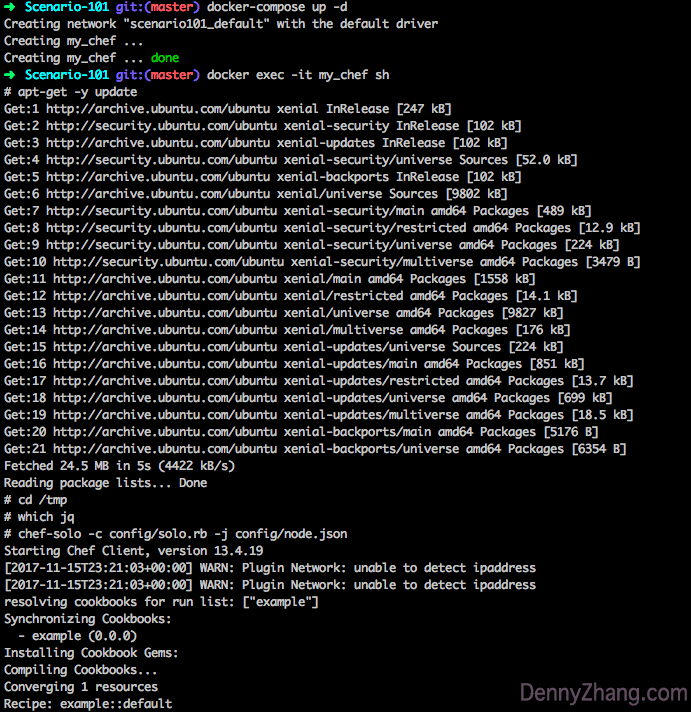 ➜ Scenario-101 git:(master) docker-compose up -d
Creating network "scenario101_default" with the default driver
Creating my_chef ...
Creating my_chef ... done
➜ Scenario-101 git:(master) docker exec -it my_chef sh
# apt-get -y update
Get:1 http://archive.ubuntu.com/ubuntu xenial InRelease [247 kB]
Get:2 http://security.ubuntu.com/ubuntu xenial-security InRelease [102 kB]
Get:3 http://archive.ubuntu.com/ubuntu xenial-updates InRelease [102 kB]
Get:4 http://security.ubuntu.com/ubuntu xenial-security/universe Sources [52.0 kB]
Get:5 http://archive.ubuntu.com/ubuntu xenial-backports InRelease [102 kB]
Get:6 http://archive.ubuntu.com/ubuntu xenial/universe Sources [9802 kB]
Get:7 http://security.ubuntu.com/ubuntu xenial-security/main amd64 Packages [489 kB]
Get:8 http://security.ubuntu.com/ubuntu xenial-security/restricted amd64 Packages [12.9 kB]
Get:9 http://security.ubuntu.com/ubuntu xenial-security/universe amd64 Packages [224 kB]
Get:10 http://security.ubuntu.com/ubuntu xenial-security/multiverse amd64 Packages [3479 B]
Get:11 http://archive.ubuntu.com/ubuntu xenial/main amd64 Packages [1558 kB]
Get:12 http://archive.ubuntu.com/ubuntu xenial/restricted amd64 Packages [14.1 kB]
Get:13 http://archive.ubuntu.com/ubuntu xenial/universe amd64 Packages [9827 kB]
Get:14 http://archive.ubuntu.com/ubuntu xenial/multiverse amd64 Packages [176 kB]
Get:15 http://archive.ubuntu.com/ubuntu xenial-updates/universe Sources [224 kB]
Get:16 http://archive.ubuntu.com/ubuntu xenial-updates/main amd64 Packages [851 kB]
Get:17 http://archive.ubuntu.com/ubuntu xenial-updates/restricted amd64 Packages [13.7 kB]
Get:18 http://archive.ubuntu.com/ubuntu xenial-updates/universe amd64 Packages [699 kB]
Get:19 http://archive.ubuntu.com/ubuntu xenial-updates/multiverse amd64 Packages [18.5 kB]
Get:20 http://archive.ubuntu.com/ubuntu xenial-backports/main amd64 Packages [5176 B]
Get:21 http://archive.ubuntu.com/ubuntu xenial-backports/universe amd64 Packages [6354 B]
Fetched 24.5 MB in 5s (4422 kB/s)
Reading package lists... Done
# cd /tmp
# which jq
# chef-solo -c config/solo.rb -j config/node.json
Starting Chef Client, version 13.4.19
[2017-11-15T23:21:03+00:00] WARN: Plugin Network: unable to detect ipaddress
[2017-11-15T23:21:03+00:00] WARN: Plugin Network: unable to detect ipaddress
resolving cookbooks for run list: ["example"]
Synchronizing Cookbooks:
  - example (0.0.0)
Installing Cookbook Gems:
Compiling Cookbooks...
Converging 1 resources
Recipe: example::default
DennyZhang.com